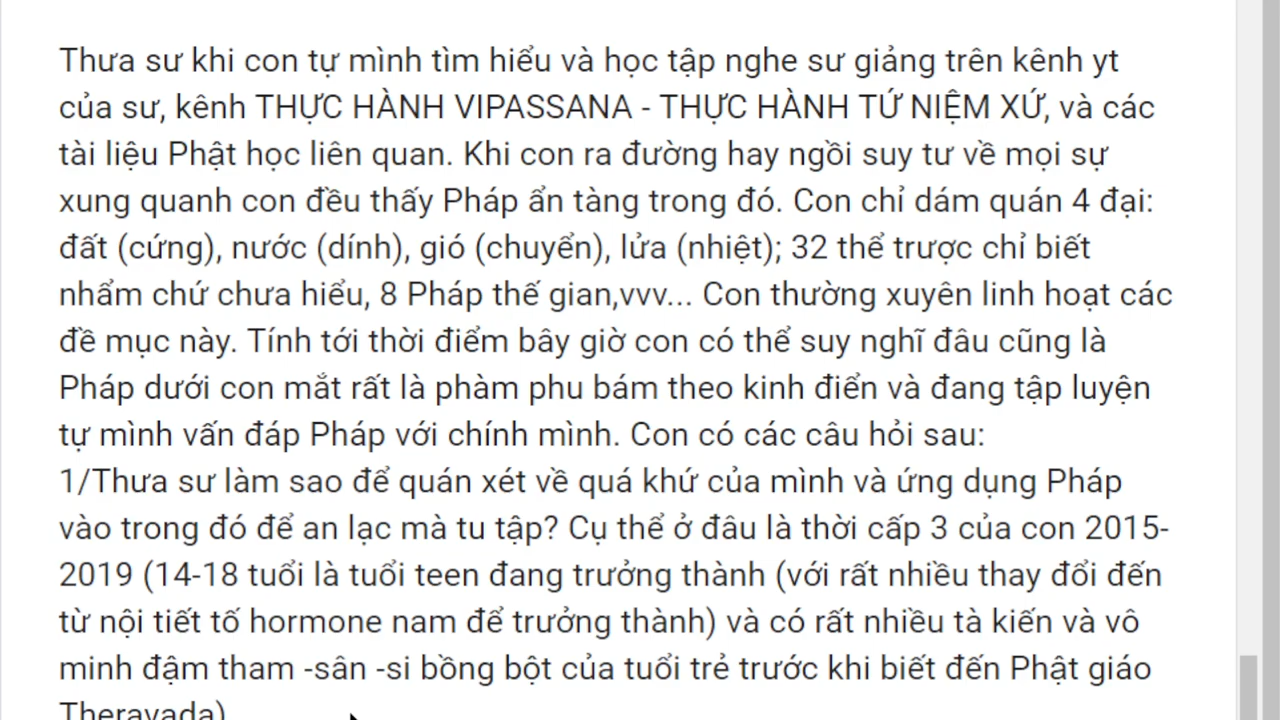 Thưa sư khi con tự mình tìm hiểu và học tập nghe sư giảng trên kênh yt
của sư, kênh THỰC HÀNH VIPASSANA - THỰC HÀNH TỨ NIỆM XỨ, và các
tài liệu Phật học liên quan. Khi con ra đường hay ngồi suy tư về mọi sự
xung quanh con đều thấy Pháp ẩn tàng trong đó. Con chỉ dám quán 4 đại:
đất (cứng), nước (dính), gió (chuyển), lửa (nhiệt); 32 thể trược chỉ biết
nhẩm chứ chưa hiểu, 8 Pháp thế gian,vvv... Con thường xuyên linh hoạt các
đề mục này. Tính tới thời điểm bây giờ con có thể suy nghĩ đâu cũng là
Pháp dưới con mắt rất là phàm phu bám theo kinh điển và đang tập luyện
tự mình vấn đáp Pháp với chính mình. Con có các câu hỏi sau:
1/Thưa sư làm sao để quán xét về quá khứ của mình và ứng dụng Pháp
vào trong đó để an lạc mà tu tập? Cụ thể ở đâu là thời cấp 3 của con 2015-
2019 (14-18 tuổi là tuổi teen đang trưởng thành (với rất nhiều thay đổi đến
từ nội tiết tố hormone nam để trưởng thành) và có rất nhiều tà kiến và vô
minh đậm tham -sân -si bồng bột của tuổi trẻ trước khi biết đến Phật giáo
Theravada)